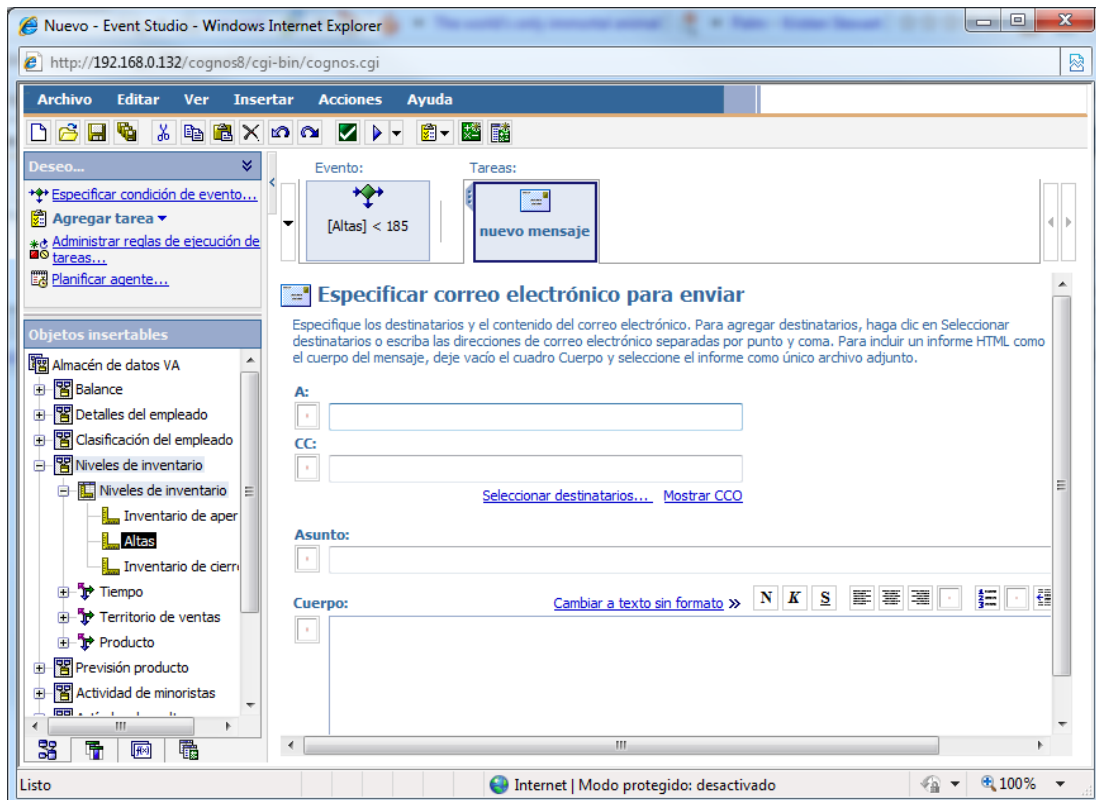 Nuevo - Event Studio - Windows Internet Explorer
http://192.168.0.132/cognos8/cgi-bin/cognos.cgi
Archivo Editar Ver Insertar Acciones Ayuda
Deseo...
Especificar condición de evento...
Agregar tarea
Administrar reglas de ejecución de
tareas...
Planificar agente...
Evento:
[Altas] < 185
Tareas:
nuevo mensaje
Objetos insertables
Almacén de datos VA
Balance
Detalles del empleado
Clasificación del empleado
Niveles de inventario
Niveles de inventario
Inventario de aper
Altas
Inventario de cierr
Tiempo
Territorio de ventas
Producto
Previsión producto
Actividad de minoristas
Especificar correo electrónico para enviar
Especifique los destinatarios y el contenido del correo electrónico. Para agregar destinatarios, haga clic en Seleccionar
destinatarios o escriba las direcciones de correo electrónico separadas por punto y coma. Para incluir un informe HTML como
el cuerpo del mensaje, deje vacío el cuadro Cuerpo y seleccione el informe como único archivo adjunto.
A:
CC:
Seleccionar destinatarios... Mostrar CCO
Asunto:
Cuerpo:
Cambiar a texto sin formato »
N K S
Listo
Internet | Modo protegido: desactivado
100%